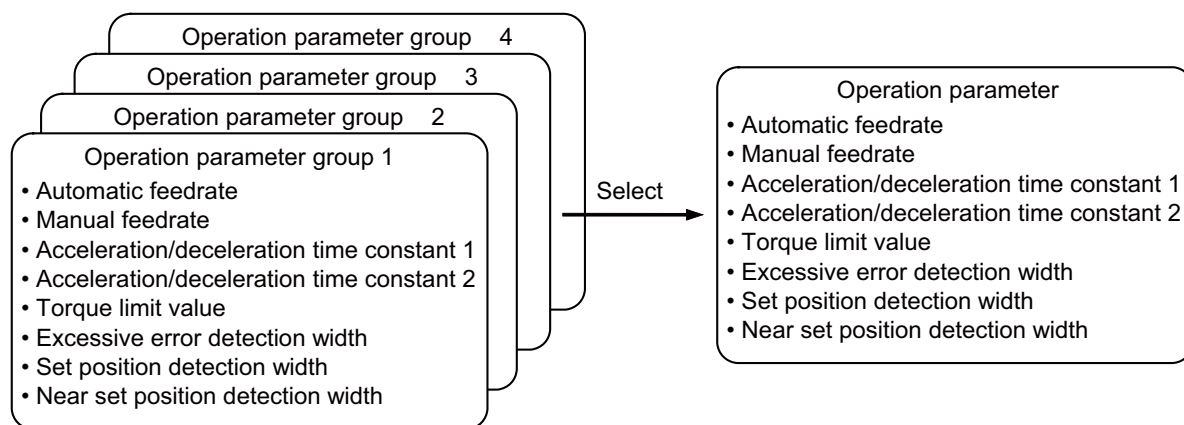 Operation parameter group 4
Operation parameter group 3
Operation parameter group 2
Operation parameter group 1
• Automatic feedrate
• Manual feedrate
• Acceleration/deceleration time constant 1
• Acceleration/deceleration time constant 2
• Torque limit value
• Excessive error detection width
• Set position detection width
• Near set position detection width
Select
Operation parameter
• Automatic feedrate
• Manual feedrate
• Acceleration/deceleration time constant 1
• Acceleration/deceleration time constant 2
• Torque limit value
• Excessive error detection width
• Set position detection width
• Near set position detection width